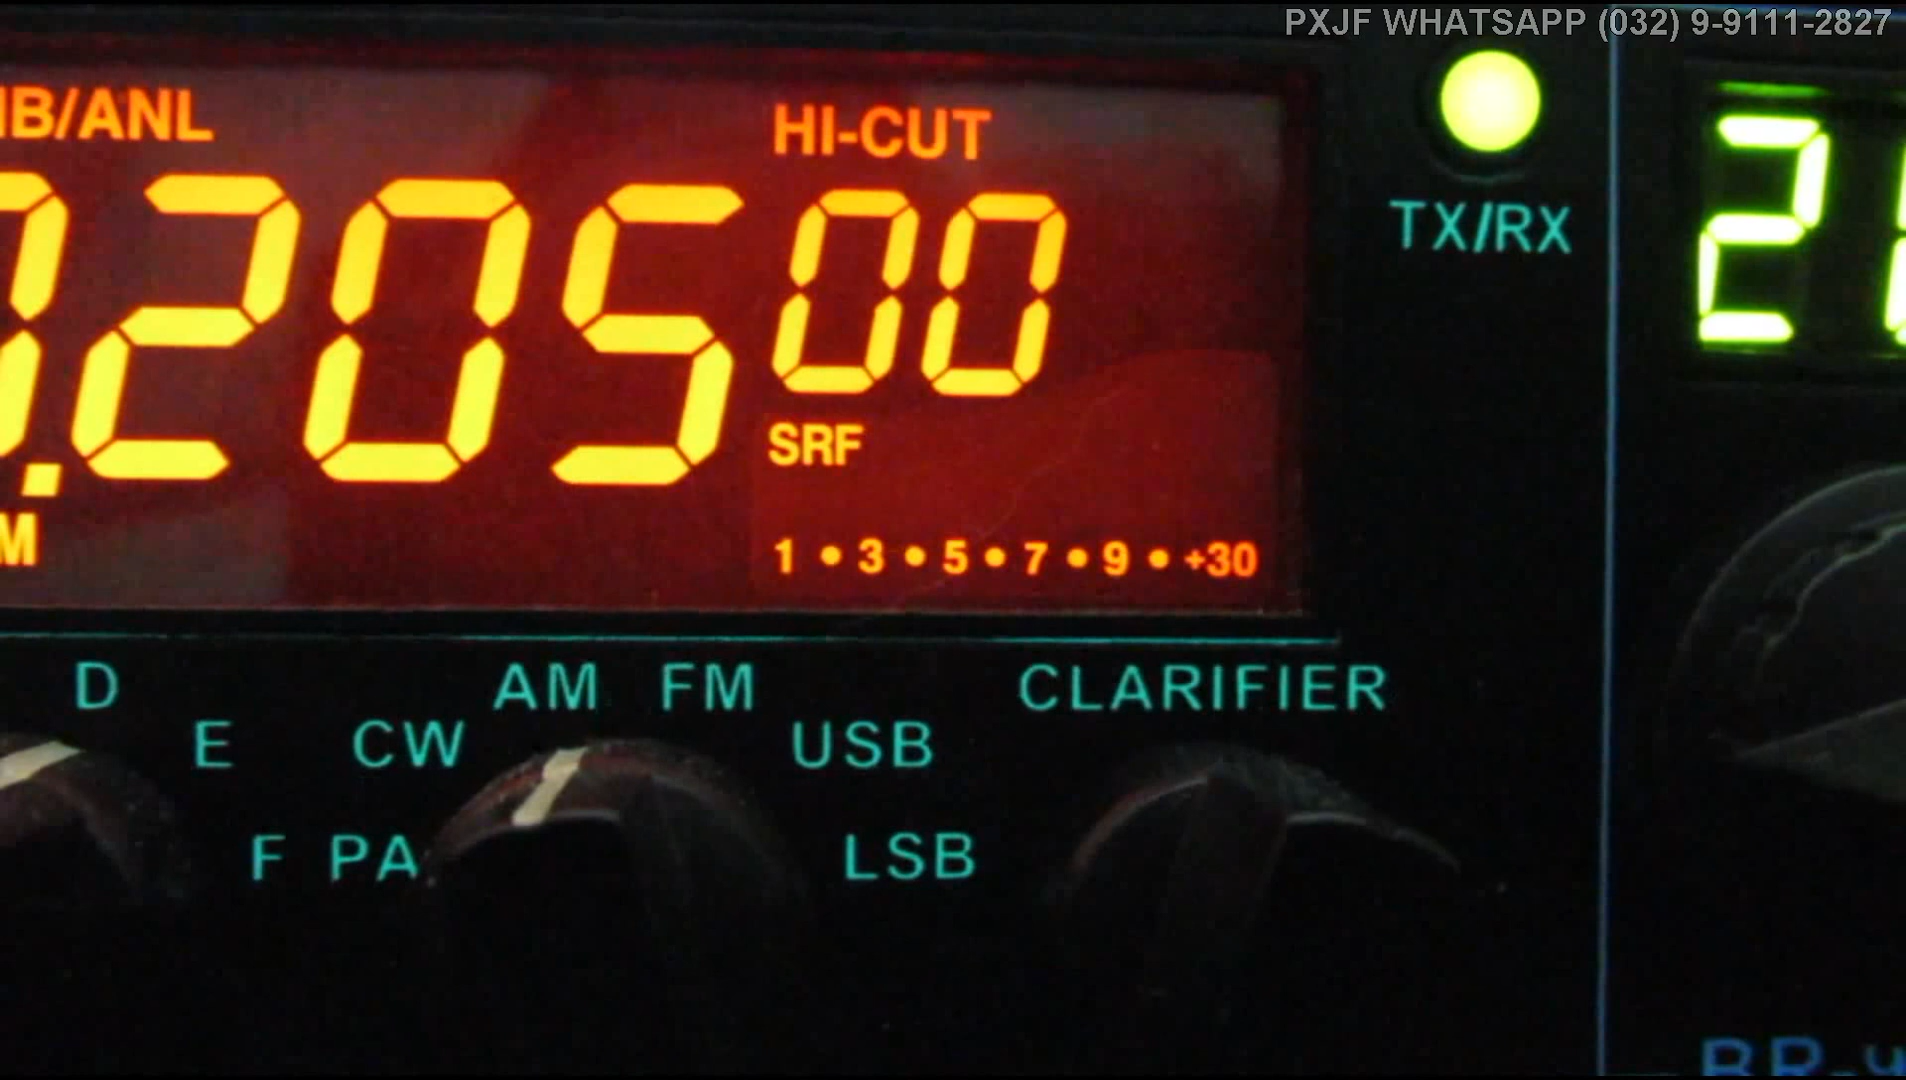 PXJF WHATSAPP (032) 9-9111-2827
NB/ANL HI-CUT
.20500
SRF
1 • 3 • 5 • 7 • 9 • +30
TX/RX
2
D
E
F
PA
CW
AM
FM
USB
LSB
CLARIFIER